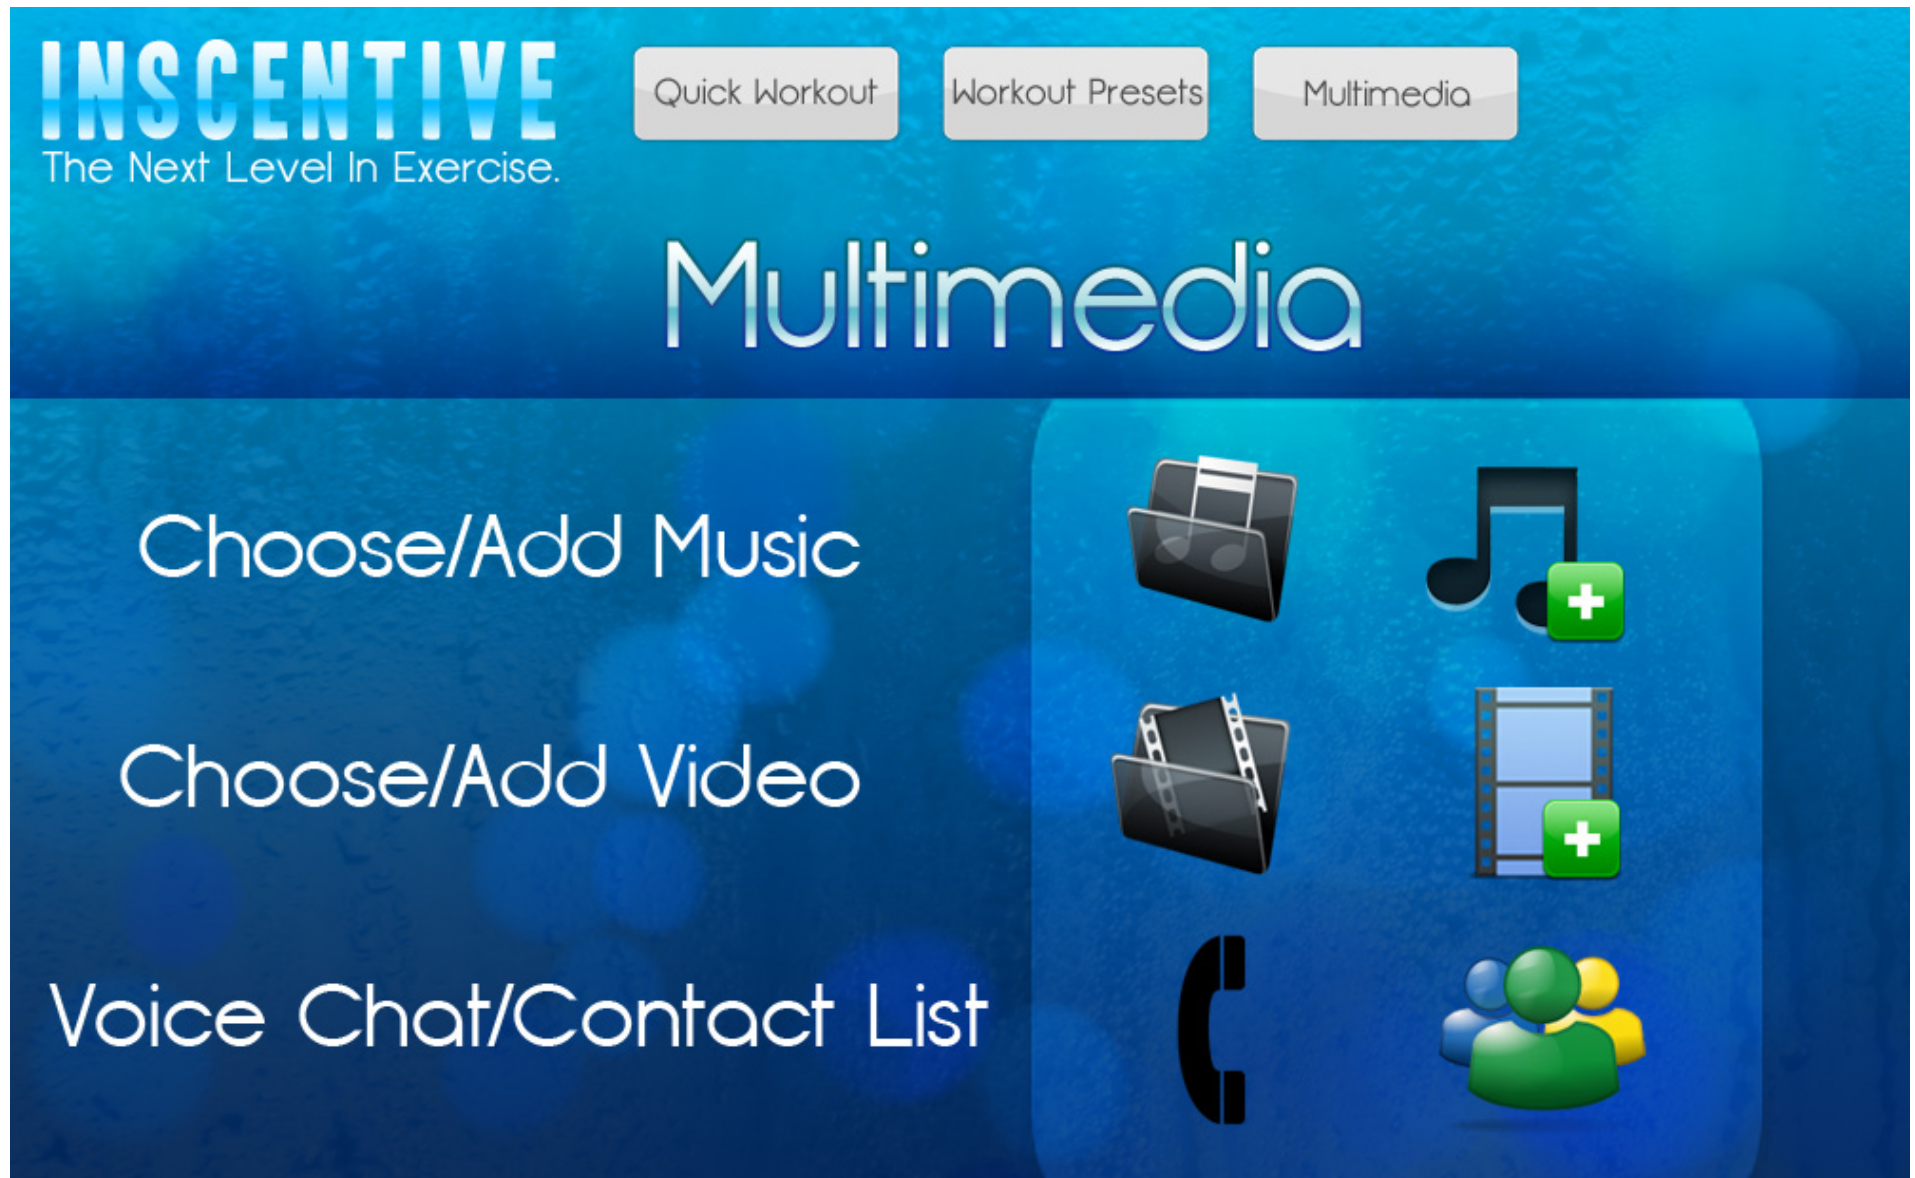 INSCENTIVE
The Next Level In Exercise.
Quick Workout
Workout Presets
Multimedia
Multimedia
Choose/Add Music
Choose/Add Video
Voice Chat/Contact List